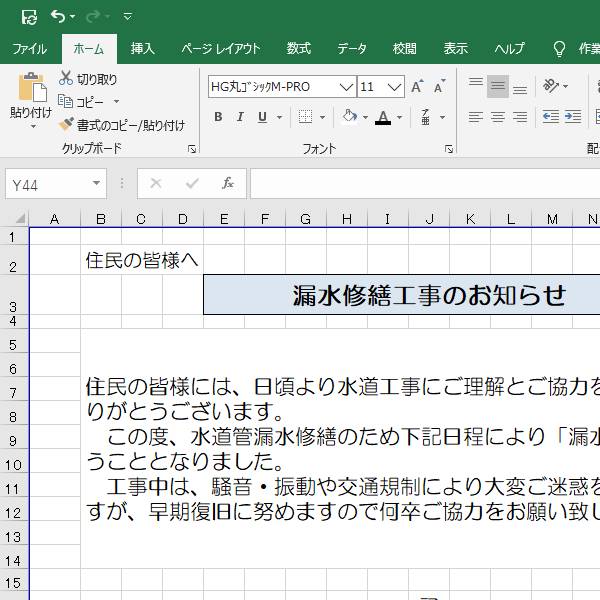 ファイル ホーム 挿入 ページ レイアウト 数式 データ 校閲 表示 ヘルプ 作業
切り取り
コピー
書式のコピー/貼り付け
貼り付け
クリップボード
HG丸ｺﾞｼｯｸM-PRO 11 A A
B I U A ア 亜
フォント
配
Y44 fx
A B C D E F G H I J K L M N
1
2 住民の皆様へ
3 漏水修繕工事のお知らせ
4
5
6
7 住民の皆様には、日頃より水道工事にご理解とご協力を
8 りがとうございます。
9 この度、水道管漏水修繕のため下記日程により「漏水
10 うこととなりました。
11 工事中は、騒音・振動や交通規制により大変ご迷惑を
12 すが、早期復旧に努めますので何卒ご協力をお願い致し
13
14
15